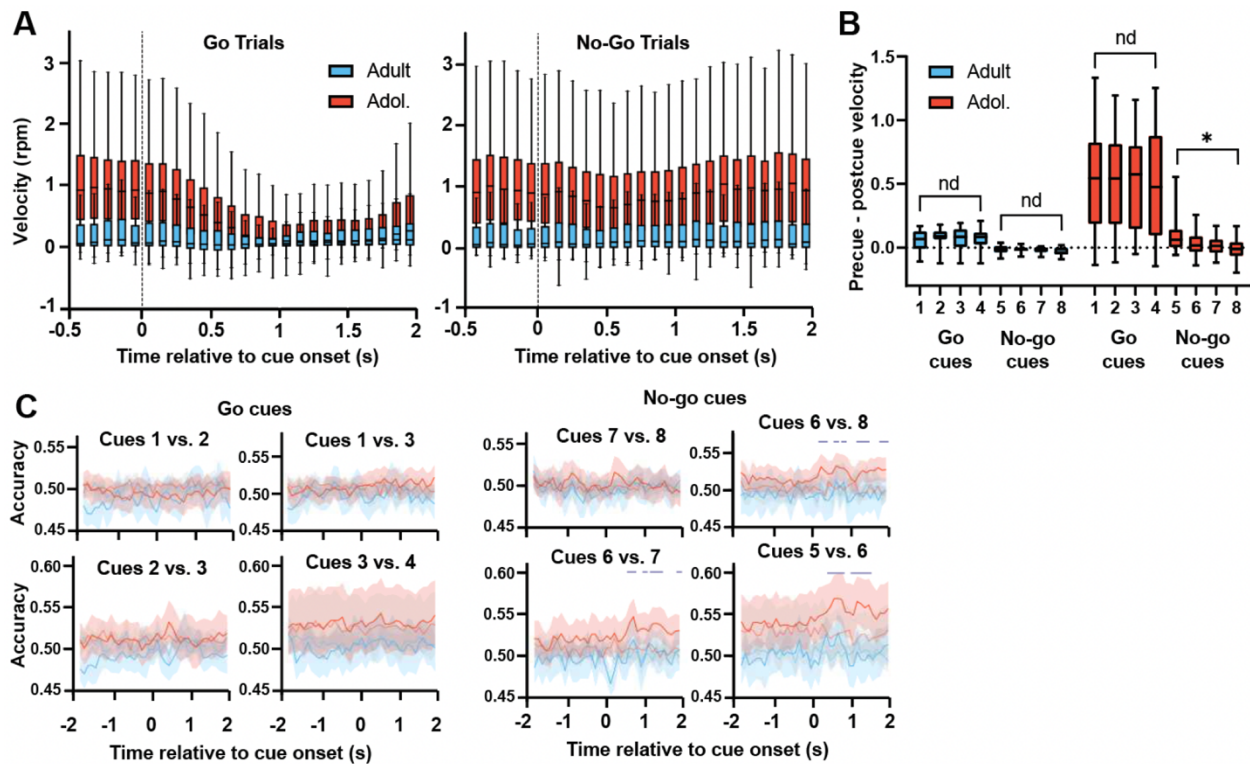 A
Go Trials
Adult
Adol.
Velocity (rpm)
3
2
1
0
-1
-0.5 0 0.5 1 1.5 2
Time relative to cue onset (s)
No-Go Trials
3
2
1
0
-1
-0.5 0 0.5 1 1.5 2
Time relative to cue onset (s)
B
Adult
Adol.
Precue - postcue velocity
1.5
1.0
0.5
0.0
nd
nd
nd
*
1 2 3 4 5 6 7 8 1 2 3 4 5 6 7 8
Go cues
No-go cues
Go cues
No-go cues
C
Go cues
Cues 1 vs. 2
Accuracy
0.55
0.50
0.45
Cues 1 vs. 3
0.55
0.50
0.45
Cues 2 vs. 3
Accuracy
0.60
0.55
0.50
0.45
-2 -1 0 1 2
Cues 3 vs. 4
0.60
0.55
0.50
0.45
-2 -1 0 1 2
Time relative to cue onset (s)
No-go cues
Cues 7 vs. 8
0.55
0.50
0.45
Cues 6 vs. 8
0.55
0.50
0.45
Cues 6 vs. 7
0.60
0.55
0.50
0.45
-2 -1 0 1 2
Cues 5 vs. 6
0.60
0.55
0.50
0.45
-1 0 1 2
Time relative to cue onset (s)